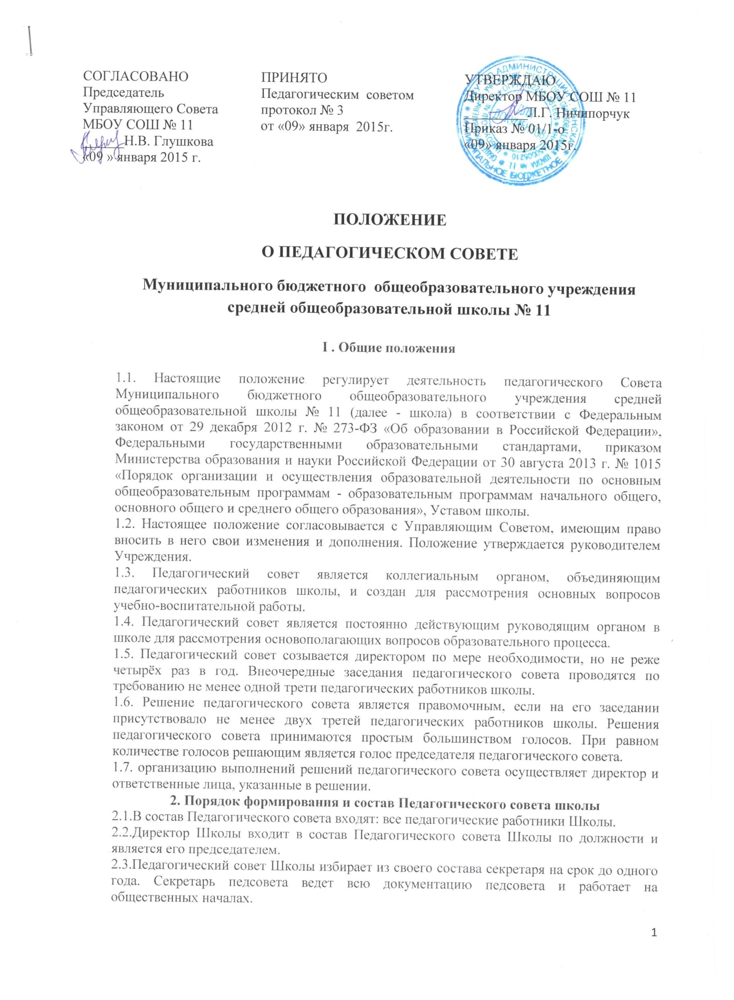 СОГЛАСОВАНО
Председатель
Управляющего Совета
МБОУ СОШ № 11
Н.В. Глушкова
«09 » января 2015 г.
ПРИНЯТО
Педагогическим советом
протокол № 3
от «09» января 2015г.
УТВЕРЖДАЮ
Директор МБОУ СОШ № 11
Л.Г. Ничипорчук
Приказ № 01/1-о
«09» января 2015г.
ПОЛОЖЕНИЕ
О ПЕДАГОГИЧЕСКОМ СОВЕТЕ
Муниципального бюджетного общеобразовательного учреждения
средней общеобразовательной школы № 11
I . Общие положения
1.1. Настоящие положение регулирует деятельность педагогического Совета
Муниципального бюджетного общеобразовательного учреждения средней
общеобразовательной школы № 11 (далее - школа) в соответствии с Федеральным
законом от 29 декабря 2012 г. № 273-ФЗ «Об образовании в Российской Федерации»,
Федеральными государственными образовательными стандартами, приказом
Министерства образования и науки Российской Федерации от 30 августа 2013 г. № 1015
«Порядок организации и осуществления образовательной деятельности по основным
общеобразовательным программам - образовательным программам начального общего,
основного общего и среднего общего образования», Уставом школы.
1.2. Настоящее положение согласовывается с Управляющим Советом, имеющим право
вносить в него свои изменения и дополнения. Положение утверждается руководителем
Учреждения.
1.3. Педагогический совет является коллегиальным органом, объединяющим
педагогических работников школы, и создан для рассмотрения основных вопросов
учебно-воспитательной работы.
1.4. Педагогический совет является постоянно действующим руководящим органом в
школе для рассмотрения основополагающих вопросов образовательного процесса.
1.5. Педагогический совет созывается директором по мере необходимости, но не реже
четырёх раз в год. Внеочередные заседания педагогического совета проводятся по
требованию не менее одной трети педагогических работников школы.
1.6. Решение педагогического совета является правомочным, если на его заседании
присутствовало не менее двух третей педагогических работников школы. Решения
педагогического совета принимаются простым большинством голосов. При равном
количестве голосов решающим является голос председателя педагогического совета.
1.7. организацию выполнений решений педагогического совета осуществляет директор и
ответственные лица, указанные в решении.
2. Порядок формирования и состав Педагогического совета школы
2.1.В состав Педагогического совета входят: все педагогические работники Школы.
2.2.Директор Школы входит в состав Педагогического совета Школы по должности и
является его председателем.
2.3.Педагогический совет Школы избирает из своего состава секретаря на срок до одного
года. Секретарь педсовета ведет всю документацию педсовета и работает на
общественных началах.
1